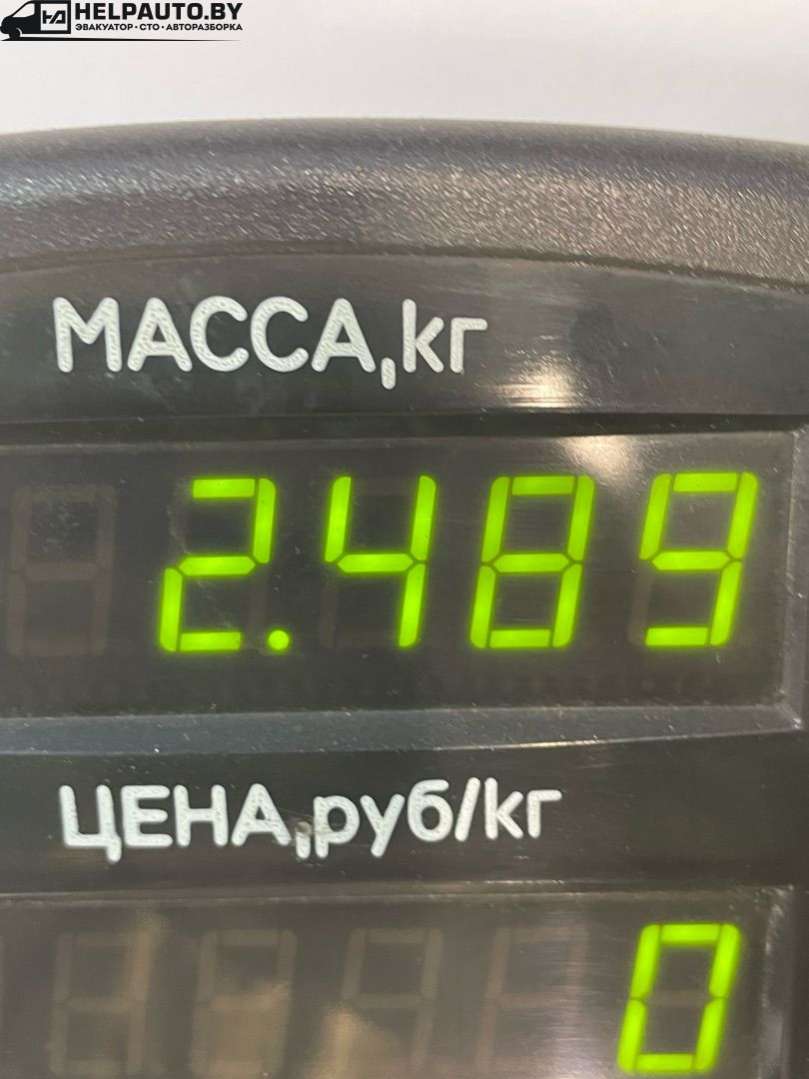 HELPAUTO.BY
ЭВАКУАТОР • СТО • АВТОРАЗБОРКА
МАССА,кг
2.489
ЦЕНА,руб/кг
0